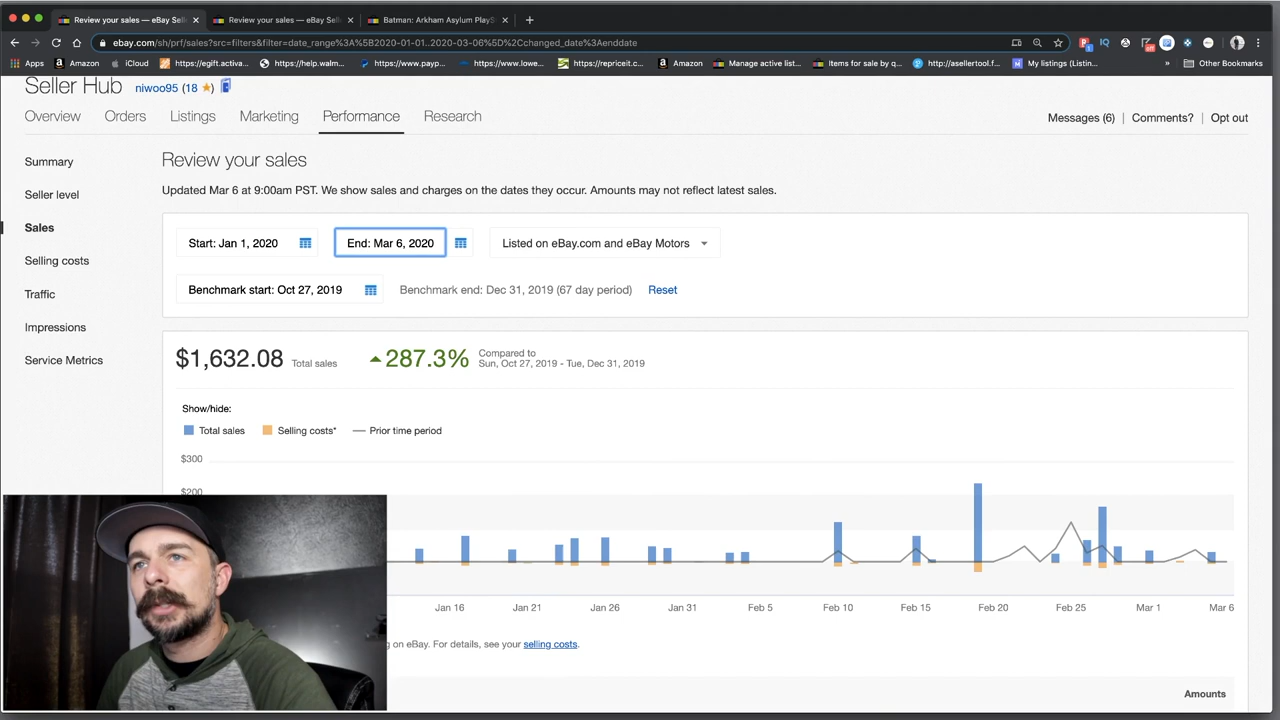 Review your sales — eBay Sell
Review your sales — eBay Sell
Batman: Arkham Asylum PlaySt
ebay.com/sh/prf/sales?src=filters&filter=date_range%3A%5B2020-01-01..2020-03-06%5D%2Cchanged_date%3Aenddate
Apps
Amazon
iCloud
https://egift.activa...
https://help.walm...
https://www.payp...
https://www.lowe...
https://repriceit.c...
Amazon
Manage active list...
Items for sale by q...
http://asellertool.f...
My listings (Listin...
»
Other Bookmarks
Seller Hub niwoo95 (18
Overview
Orders
Listings
Marketing
Performance
Research
Messages (6) | Comments? | Opt out
Summary
Seller level
Sales
Selling costs
Traffic
Impressions
Service Metrics
Review your sales
Updated Mar 6 at 9:00am PST. We show sales and charges on the dates they occur. Amounts may not reflect latest sales.
Start: Jan 1, 2020
End: Mar 6, 2020
Listed on eBay.com and eBay Motors
Benchmark start: Oct 27, 2019
Benchmark end: Dec 31, 2019 (67 day period)
Reset
$1,632.08 Total sales
287.3%
Compared to
Sun, Oct 27, 2019 - Tue, Dec 31, 2019
Show/hide:
Total sales
Selling costs*
Prior time period
$300
$200
Jan 16
Jan 21
Jan 26
Jan 31
Feb 5
Feb 10
Feb 15
Feb 20
Feb 25
Mar 1
Mar 6
g on eBay. For details, see your selling costs.
Amounts